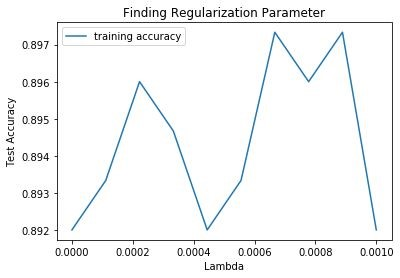 Finding Regularization Parameter
training accuracy
0.897
0.896
0.895
0.894
0.893
0.892
Test Accuracy
0.0000 0.0002 0.0004 0.0006 0.0008 0.0010
Lambda